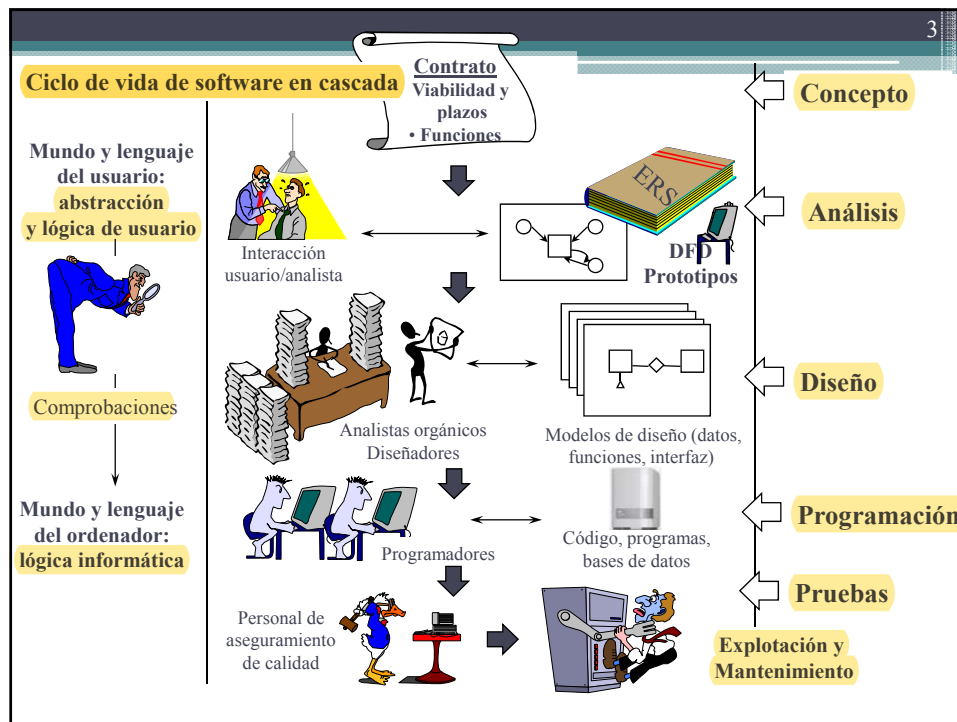 3
Ciclo de vida de software en cascada
Contrato
Viabilidad y
plazos
• Funciones
Concepto
Mundo y lenguaje
del usuario:
abstracción
y lógica de usuario
ERS
Análisis
Interacción
usuario/analista
DFD
Prototipos
Comprobaciones
Diseño
Analistas orgánicos
Diseñadores
Modelos de diseño (datos,
funciones, interfaz)
Mundo y lenguaje
del ordenador:
lógica informática
Programadores
Código, programas,
bases de datos
Programación
Pruebas
Personal de
aseguramiento
de calidad
Explotación y
Mantenimiento